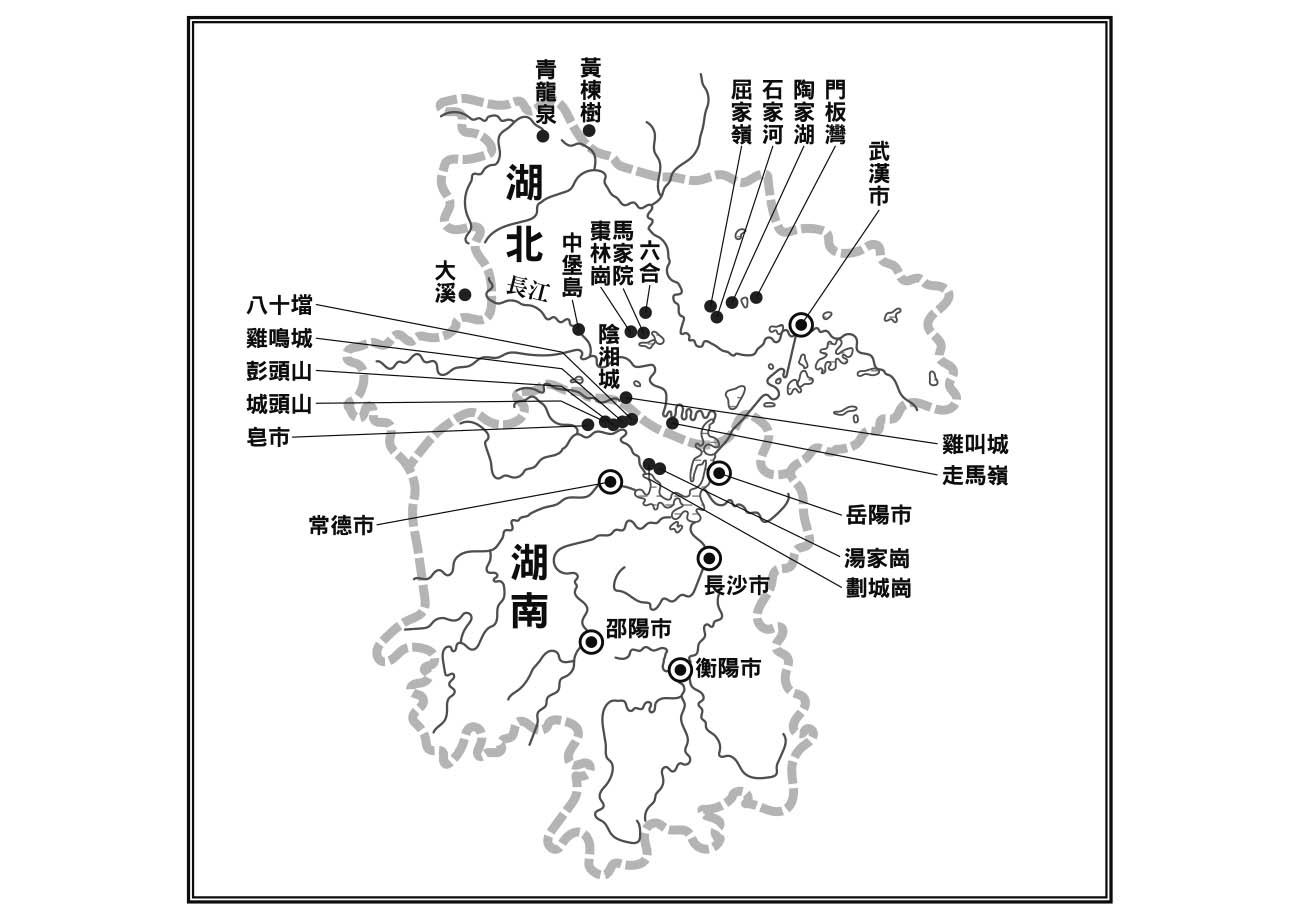 青龍泉
黃棟樹
屈家嶺
石家河
陶家湖
門板灣
武漢市
湖北
長江
大溪
中堡島
棗林崗
馬家院
六合
陰湘城
八十壋
雞鳴城
彭頭山
城頭山
皂市
雞叫城
走馬嶺
岳陽市
湯家崗
劃城崗
常德市
湖南
長沙市
邵陽市
衡陽市